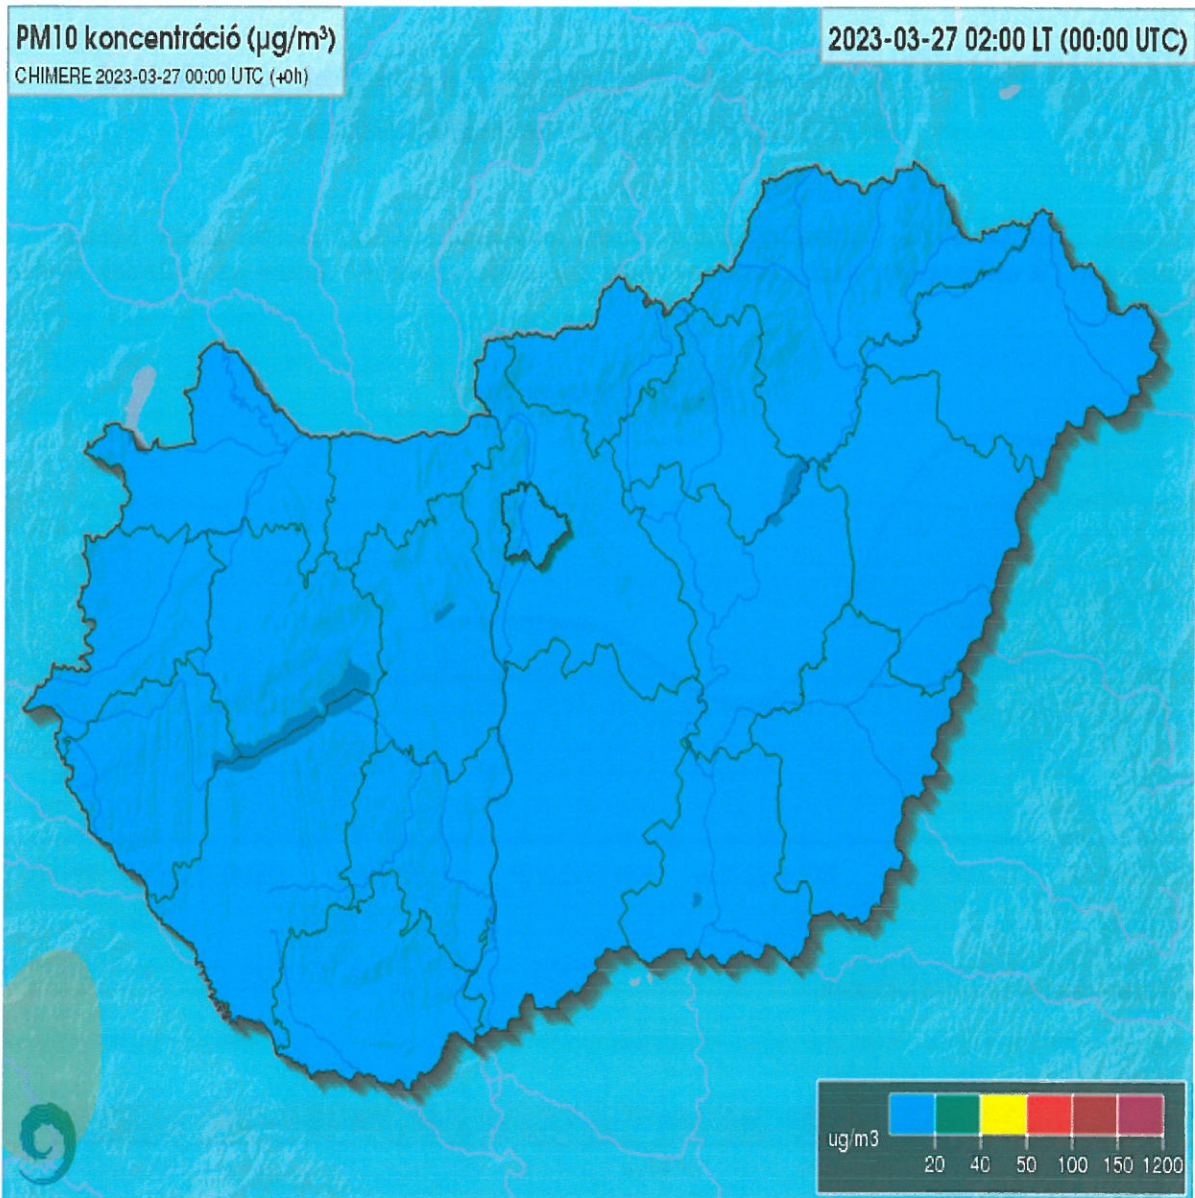 PM10 koncentráció (µg/m³)
CHIMERE 2023-03-27 00:00 UTC (+0h)
2023-03-27 02:00 LT (00:00 UTC)
ug/m3
20 40 50 100 150 1200